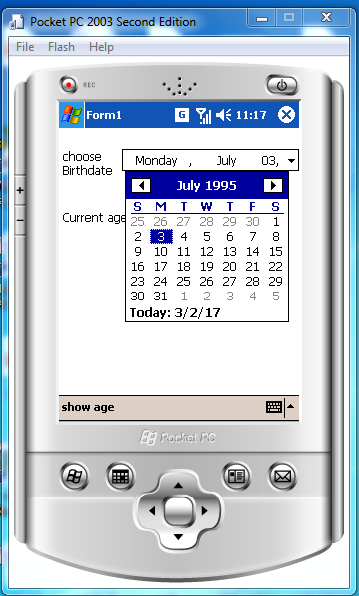 Pocket PC 2003 Second Edition
File Flash Help
REC
Form1 G 11:17
choose
Birthdate
Monday , July 03,
July 1995
S M T W T F S
25 26 27 28 29 30 1
2 3 4 5 6 7 8
9 10 11 12 13 14 15
16 17 18 19 20 21 22
23 24 25 26 27 28 29
30 31 1 2 3 4 5
Today: 3/2/17
Current age
show age
Pocket PC